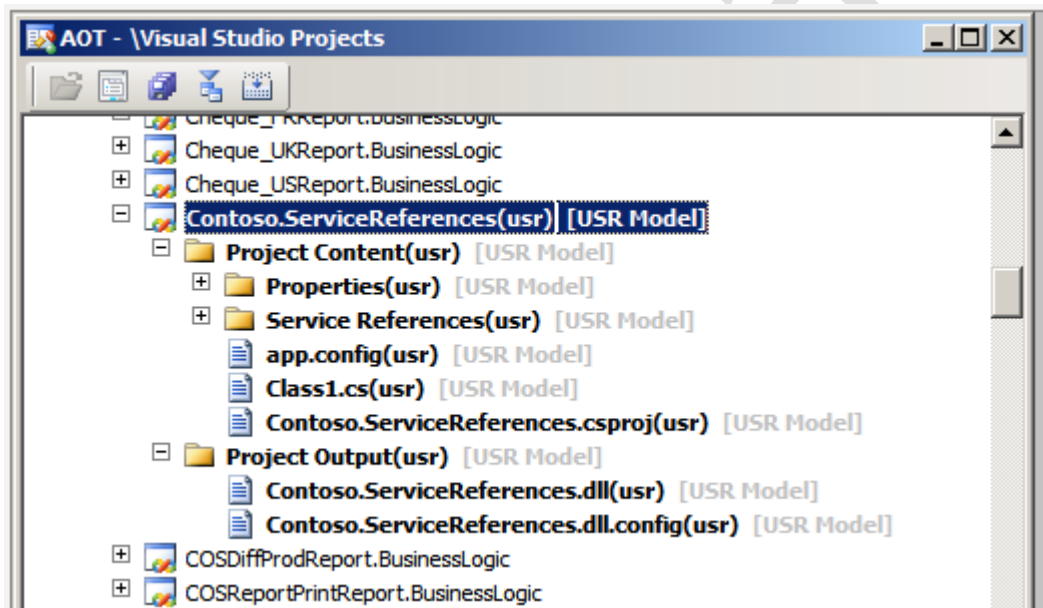 AOT - \Visual Studio Projects
Cheque_FRReport.BusinessLogic
Cheque_UKReport.BusinessLogic
Cheque_USReport.BusinessLogic
Contoso.ServiceReferences(usr) [USR Model]
Project Content(usr) [USR Model]
Properties(usr) [USR Model]
Service References(usr) [USR Model]
app.config(usr) [USR Model]
Class1.cs(usr) [USR Model]
Contoso.ServiceReferences.csproj(usr) [USR Model]
Project Output(usr) [USR Model]
Contoso.ServiceReferences.dll(usr) [USR Model]
Contoso.ServiceReferences.dll.config(usr) [USR Model]
COSDiffProdReport.BusinessLogic
COSReportPrintReport.BusinessLogic